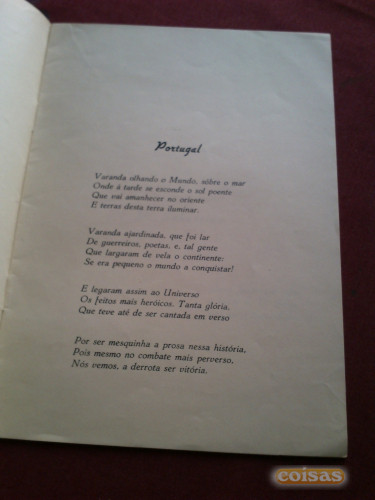 Portugal
Varanda olhando o Mundo, sôbre o mar
Onde à tarde se esconde o sol poente
Que vai amanhecer no oriente
E terras desta terra iluminar.
Varanda ajardinada, que foi lar
De guerreiros, poetas, e, tal gente
Que largaram de vela o continente:
Se era pequeno o mundo a conquistar!
E legaram assim ao Universo
Os feitos mais heróicos. Tanta glória,
Que teve até de ser cantada em verso
Por ser mesquinha a prosa nessa história,
Pois mesmo no combate mais perverso,
Nós vemos, a derrota ser vitória.
coisas